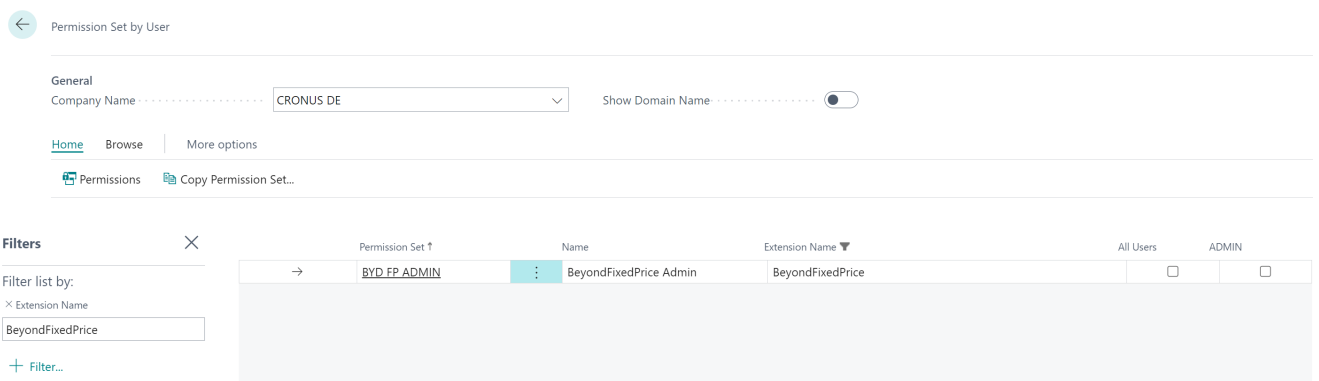 Permission Set by User
General
Company Name CRONUS DE Show Domain Name
Home Browse More options
Permissions Copy Permission Set...
Filters
Permission Set ↑ Name Extension Name All Users ADMIN
BYD FP ADMIN BeyondFixedPrice Admin BeyondFixedPrice
Filter list by:
× Extension Name
BeyondFixedPrice
+ Filter...